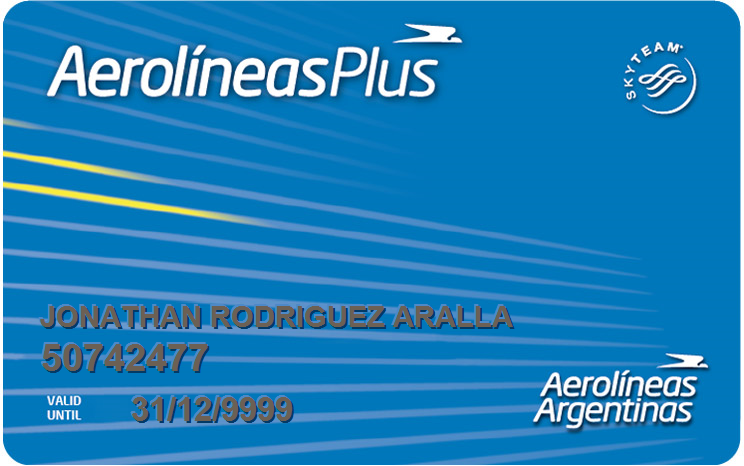 AerolíneasPlus
SKYTEAM
JONATHAN RODRIGUEZ ARALLA
50742477
VALID
UNTIL
31/12/9999
Aerolíneas
Argentinas